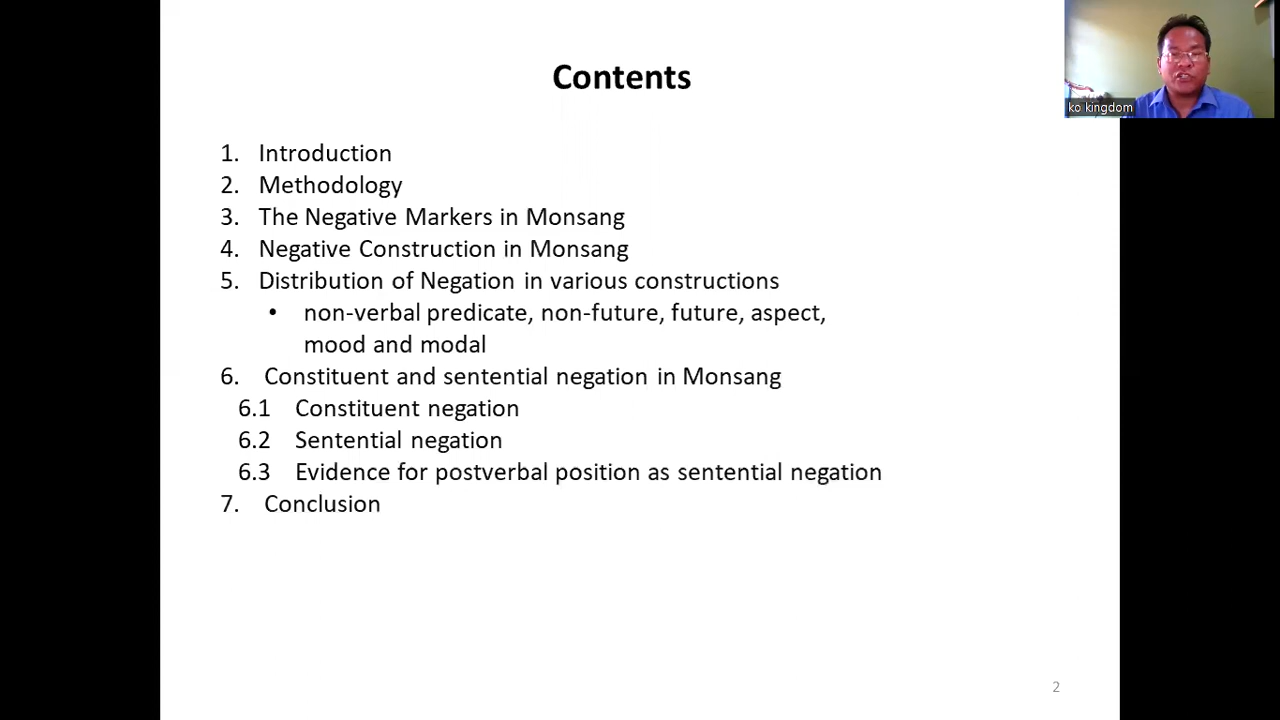 Contents
ko kingdom
1. Introduction
2. Methodology
3. The Negative Markers in Monsang
4. Negative Construction in Monsang
5. Distribution of Negation in various constructions
• non-verbal predicate, non-future, future, aspect,
mood and modal
6. Constituent and sentential negation in Monsang
6.1 Constituent negation
6.2 Sentential negation
6.3 Evidence for postverbal position as sentential negation
7. Conclusion
2